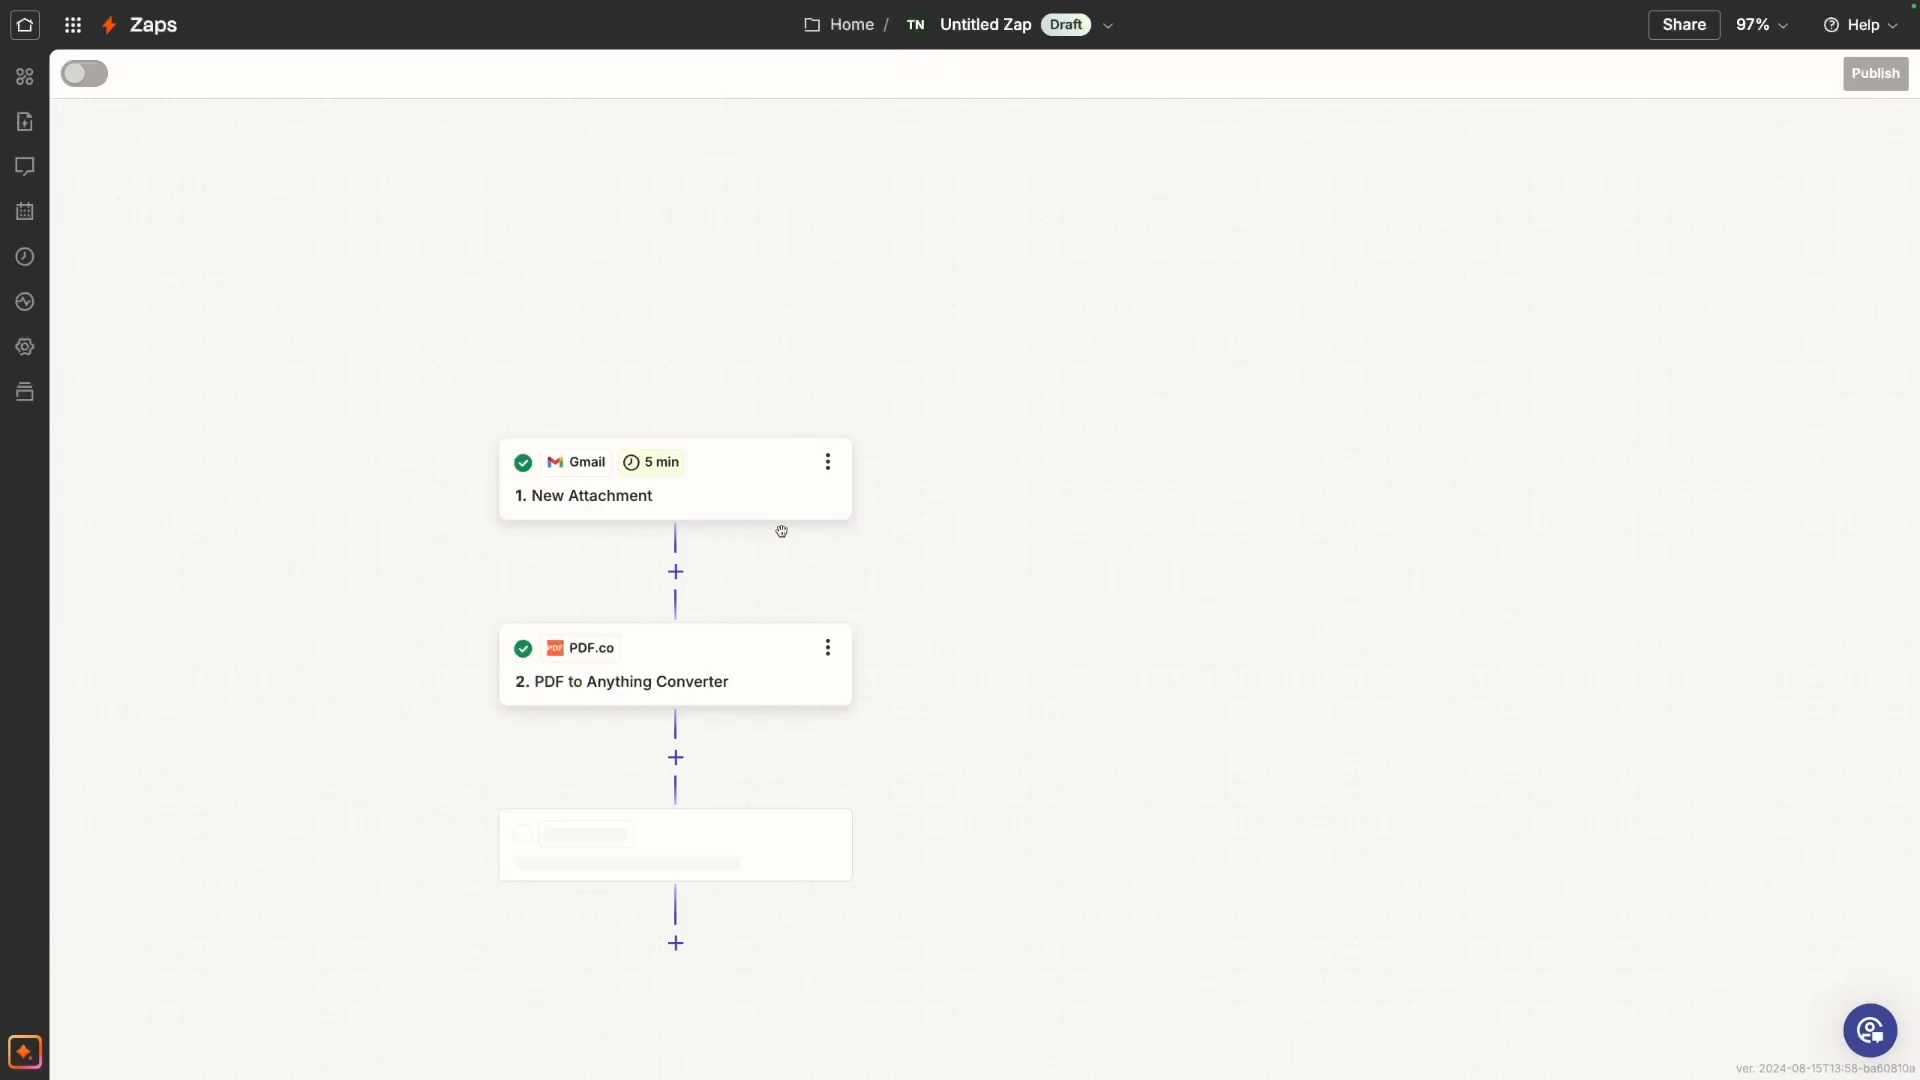 Zaps
Home / TN Untitled Zap Draft
Share 97% Help
Publish
Gmail 5 min
1. New Attachment
PDF PDF.co
2. PDF to Anything Converter
ver. 2024-08-15T13:58-ba60810a